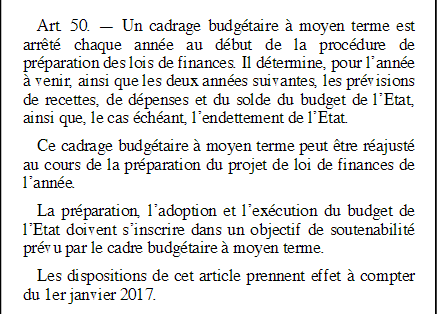 Art 50. — Un cadrage budgétaire à moyen terme est
arrêté chaque année au début de la procédure de
préparation des lois de finances. Il détermine, pour l'année
à venir, ainsi que les deux années suivantes, les prévisions
de recettes, de dépenses et du solde du budget de l'Etat,
ainsi que, le cas échéant, l'endettement de l'Etat.
Ce cadrage budgétaire à moyen terme peut être réajusté
au cours de la préparation du projet de loi de finances de
l'année.
La préparation, l'adoption et l'exécution du budget de
l'Etat doivent s'inscrire dans un objectif de soutenabilité
prévu par le cadre budgétaire à moyen terme.
Les dispositions de cet article prennent effet à compter
du 1er janvier 2017.